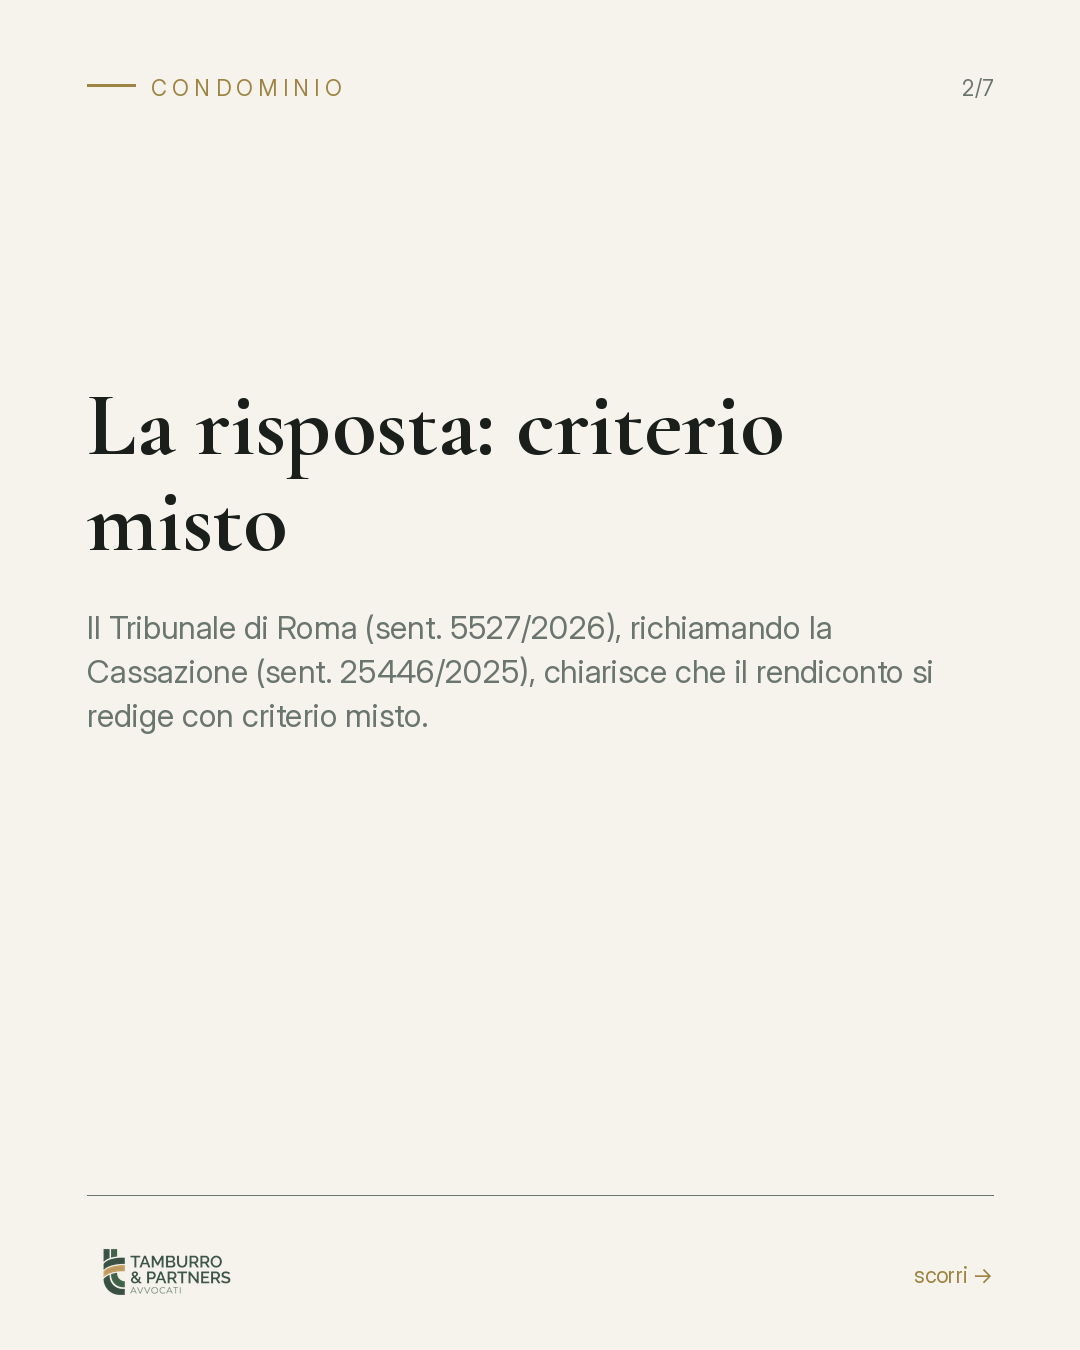 CONDOMINIO
2/7
La risposta: criterio
misto
Il Tribunale di Roma (sent. 5527/2026), richiamando la
Cassazione (sent. 25446/2025), chiarisce che il rendiconto si
redige con criterio misto.
TAMBURRO
& PARTNERS
AVVOCATI
scorri →